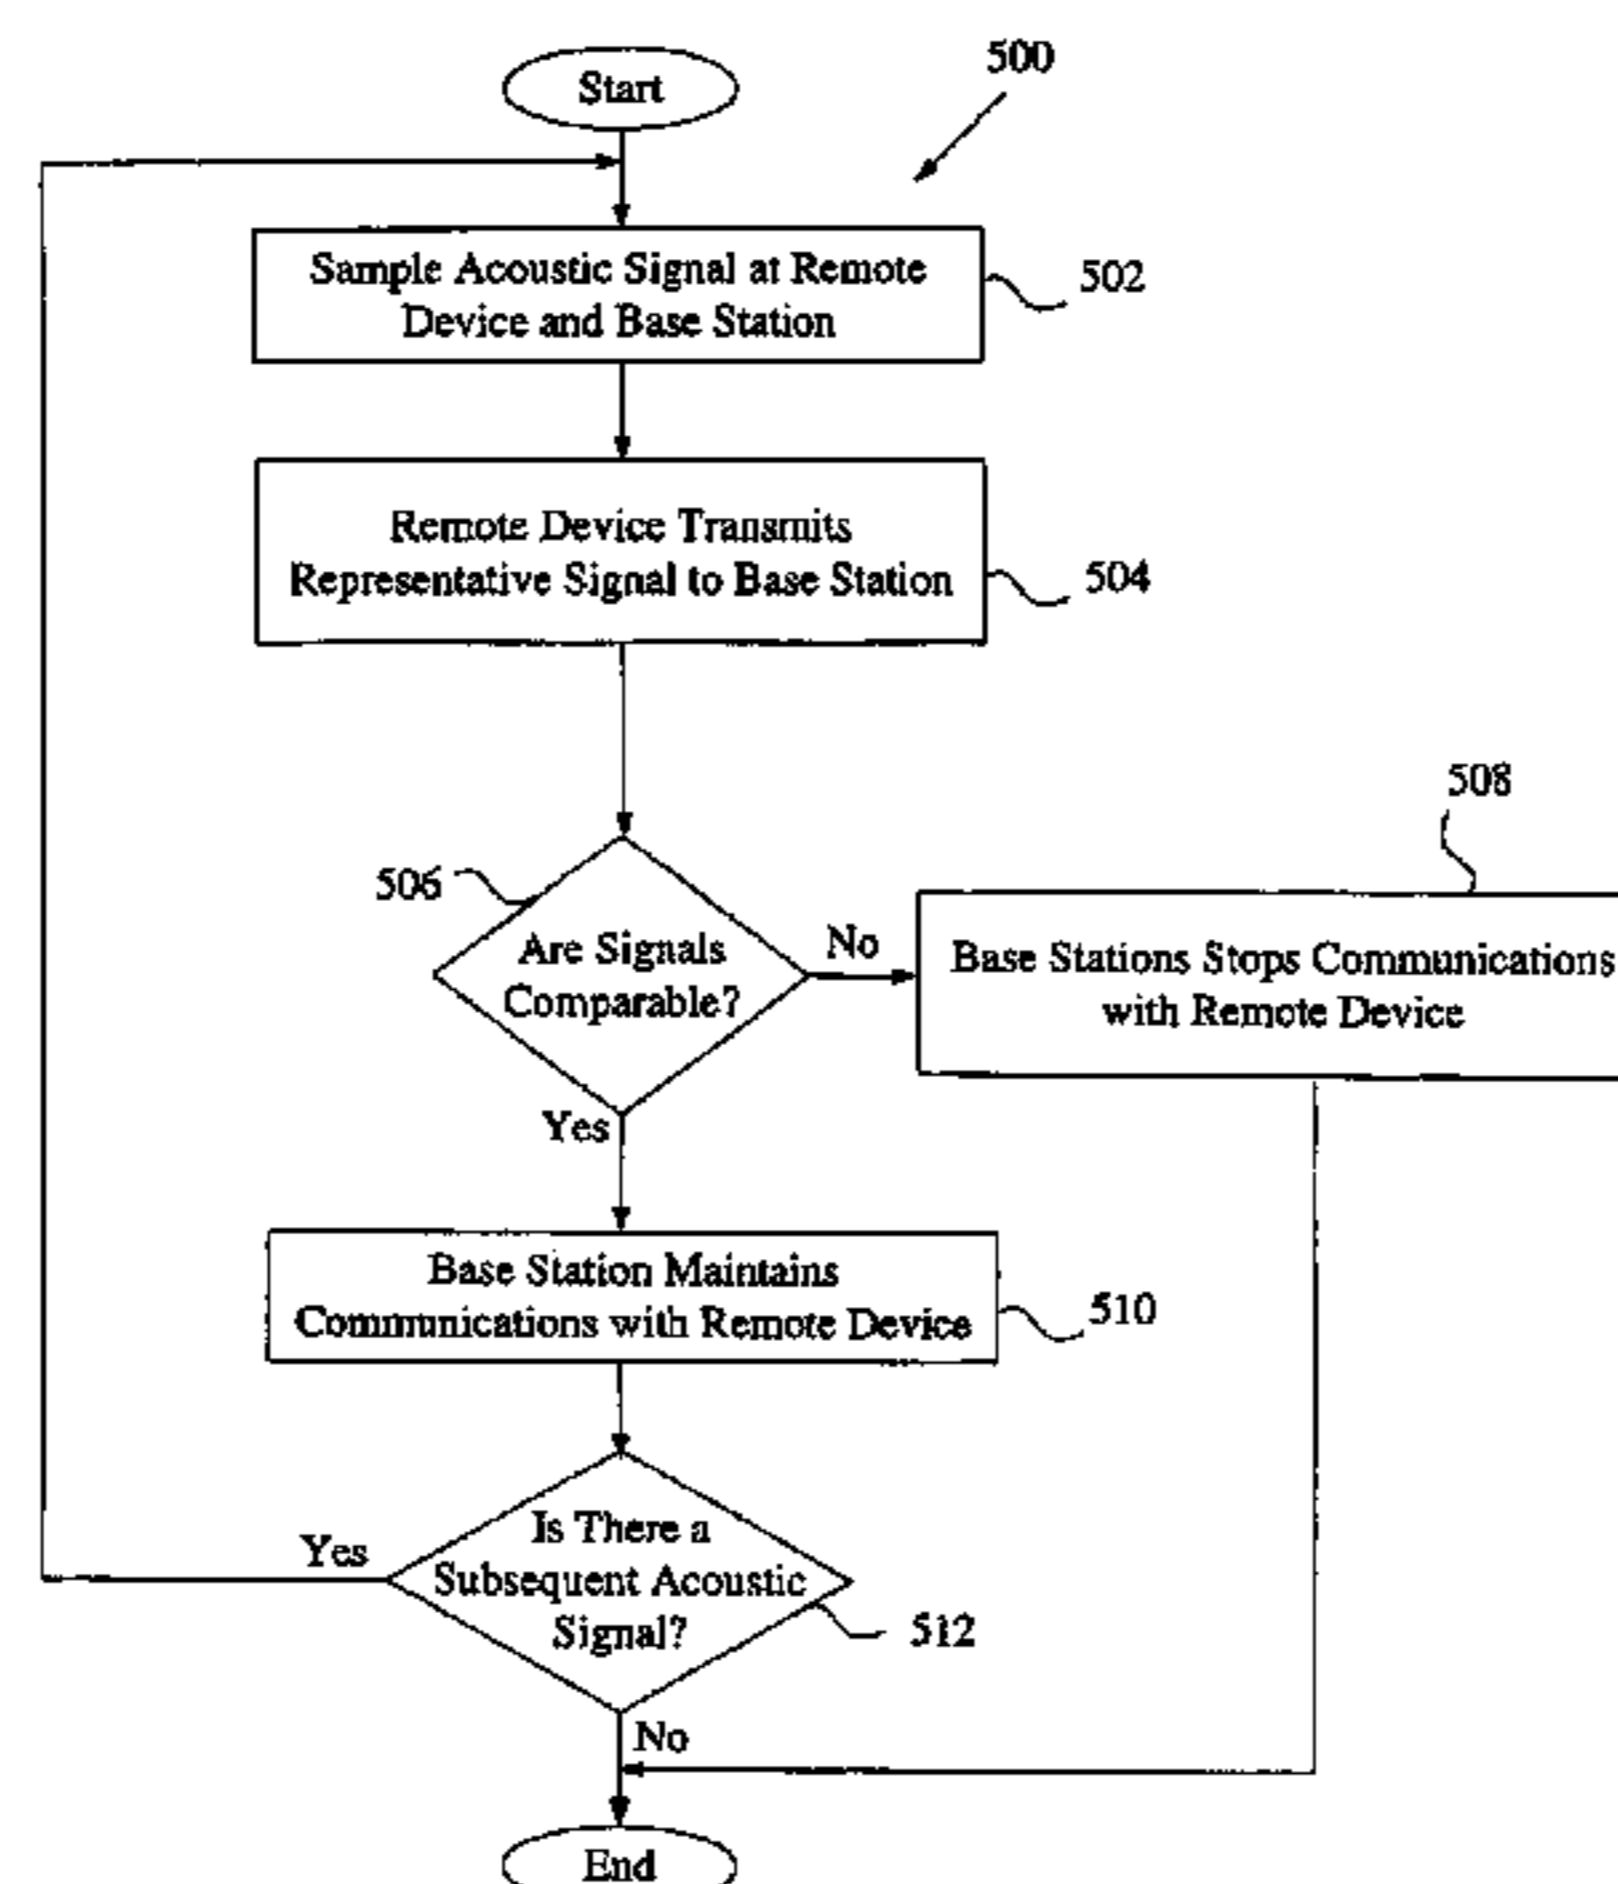 Start
500
Sample Acoustic Signal at Remote
Device and Base Station
502
Remote Device Transmits
Representative Signal to Base Station
504
508
506
Are Signals
Comparable?
No
Base Stations Stops Communications
with Remote Device
Yes
Base Station Maintains
Communications with Remote Device
510
Is There a
Subsequent Acoustic
Signal?
Yes
512
No
End